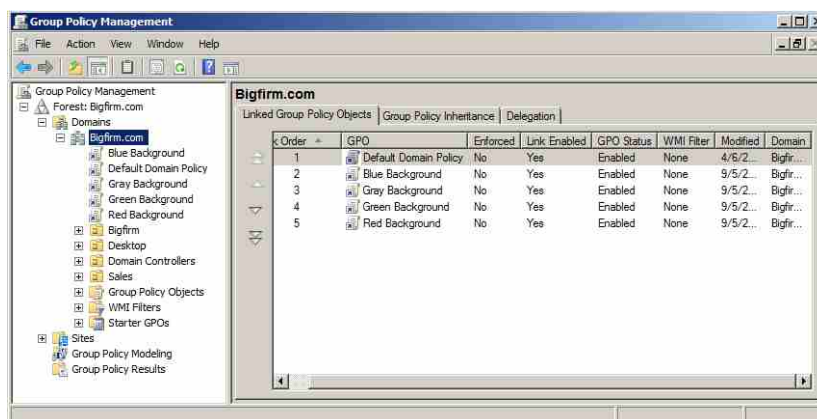 Group Policy Management
File Action View Window Help
Group Policy Management
Forest: Bigfirm.com
Domains
Bigfirm.com
Blue Background
Default Domain Policy
Gray Background
Green Background
Red Background
Bigfirm
Desktop
Domain Controllers
Sales
Group Policy Objects
WMI Filters
Starter GPOs
Sites
Group Policy Modeling
Group Policy Results
Bigfirm.com
Linked Group Policy Objects Group Policy Inheritance Delegation
Order GPO Enforced Link Enabled GPO Status WMI Filter Modified Domain
1 Default Domain Policy No Yes Enabled None 4/6/2... Bigfir...
2 Blue Background No Yes Enabled None 9/5/2... Bigfir...
3 Gray Background No Yes Enabled None 9/5/2... Bigfir...
4 Green Background No Yes Enabled None 9/5/2... Bigfir...
5 Red Background No Yes Enabled None 9/5/2... Bigfir...